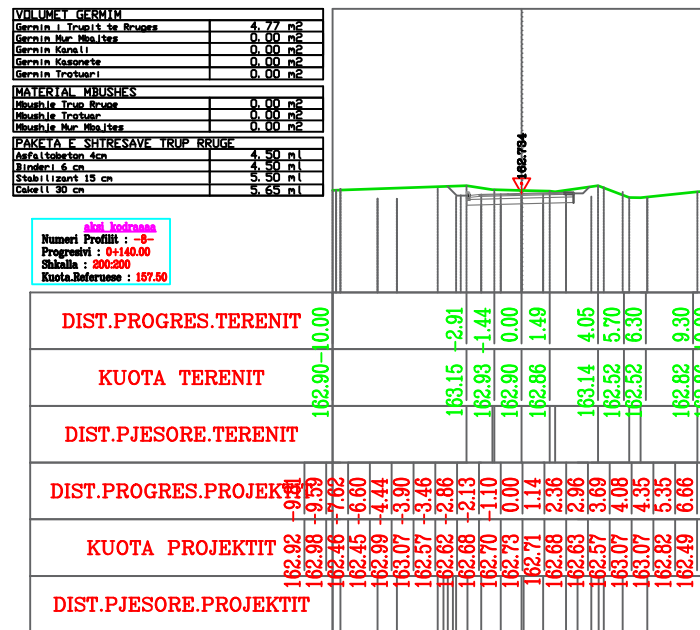 VOLUMET GERMIM
Germim i Trupit te Rruges 4.77 m2
Germim Mur Mbajtes 0.00 m2
Germim Kanali 0.00 m2
Germim Kasonete 0.00 m2
Germim Trotuari 0.00 m2
MATERIAL MBUSHES
Mbushje Trup Rruge 0.00 m2
Mbushje Trotuar 0.00 m2
Mbushje Mur Mbajtes 0.00 m2
PAKETA E SHTRESAVE TRUP RRUGE
Asfaltobeton 4cm 4.50 ml
Binderi 6 cm 4.50 ml
Stabilizant 15 cm 5.50 ml
Cakell 30 cm 5.65 ml
162.734
aksi kodraaaa
Numeri Profilit : -8-
Progresivi : 0+140.00
Shkalla : 200:200
Kuota.Referuese : 157.50
DIST.PROGRES.TERENIT -10.00 -2.91 -1.44 0.00 1.49 4.05 5.70 6.30 9.30
KUOTA TERENIT 162.90 163.15 162.93 162.90 162.86 163.14 162.52 162.52 162.82
DIST.PJESORE.TERENIT
DIST.PROGRES.PROJEKTIT -9.59 -7.62 -6.60 -4.44 -3.90 -3.46 -2.86 -2.13 -1.10 0.00 1.14 2.36 2.96 3.69 4.08 4.35 5.35 6.66
KUOTA PROJEKTIT 162.92 162.98 162.46 162.45 162.99 163.07 162.57 162.62 162.68 162.70 162.73 162.71 162.68 162.63 162.57 163.07 163.07 162.82 162.49
DIST.PJESORE.PROJEKTIT